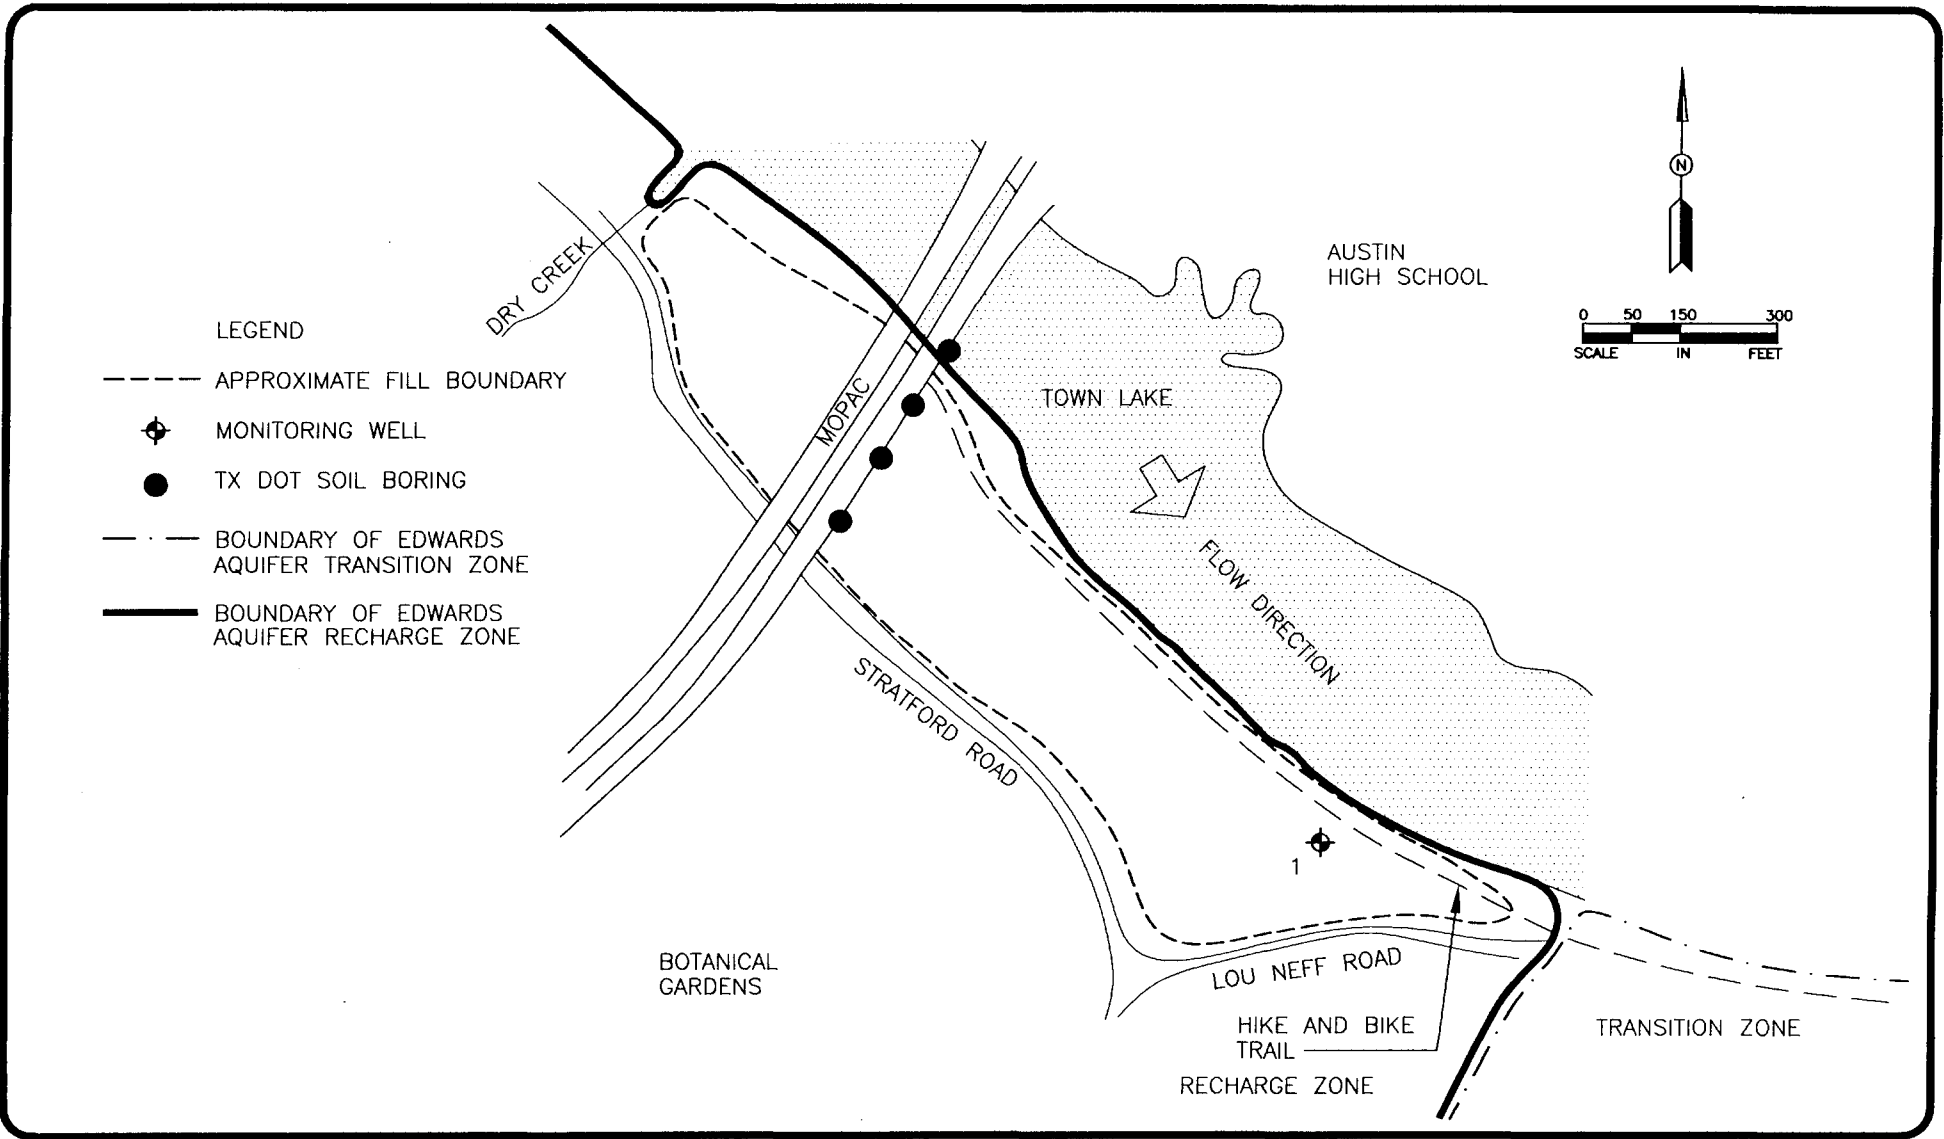 N
AUSTIN
HIGH SCHOOL
0 50 150 300
SCALE IN FEET
DRY CREEK
LEGEND
APPROXIMATE FILL BOUNDARY
MONITORING WELL
TX DOT SOIL BORING
BOUNDARY OF EDWARDS
AQUIFER TRANSITION ZONE
BOUNDARY OF EDWARDS
AQUIFER RECHARGE ZONE
MOPAC
TOWN LAKE
FLOW DIRECTION
STRATFORD ROAD
1
BOTANICAL
GARDENS
LOU NEFF ROAD
HIKE AND BIKE
TRAIL
RECHARGE ZONE
TRANSITION ZONE